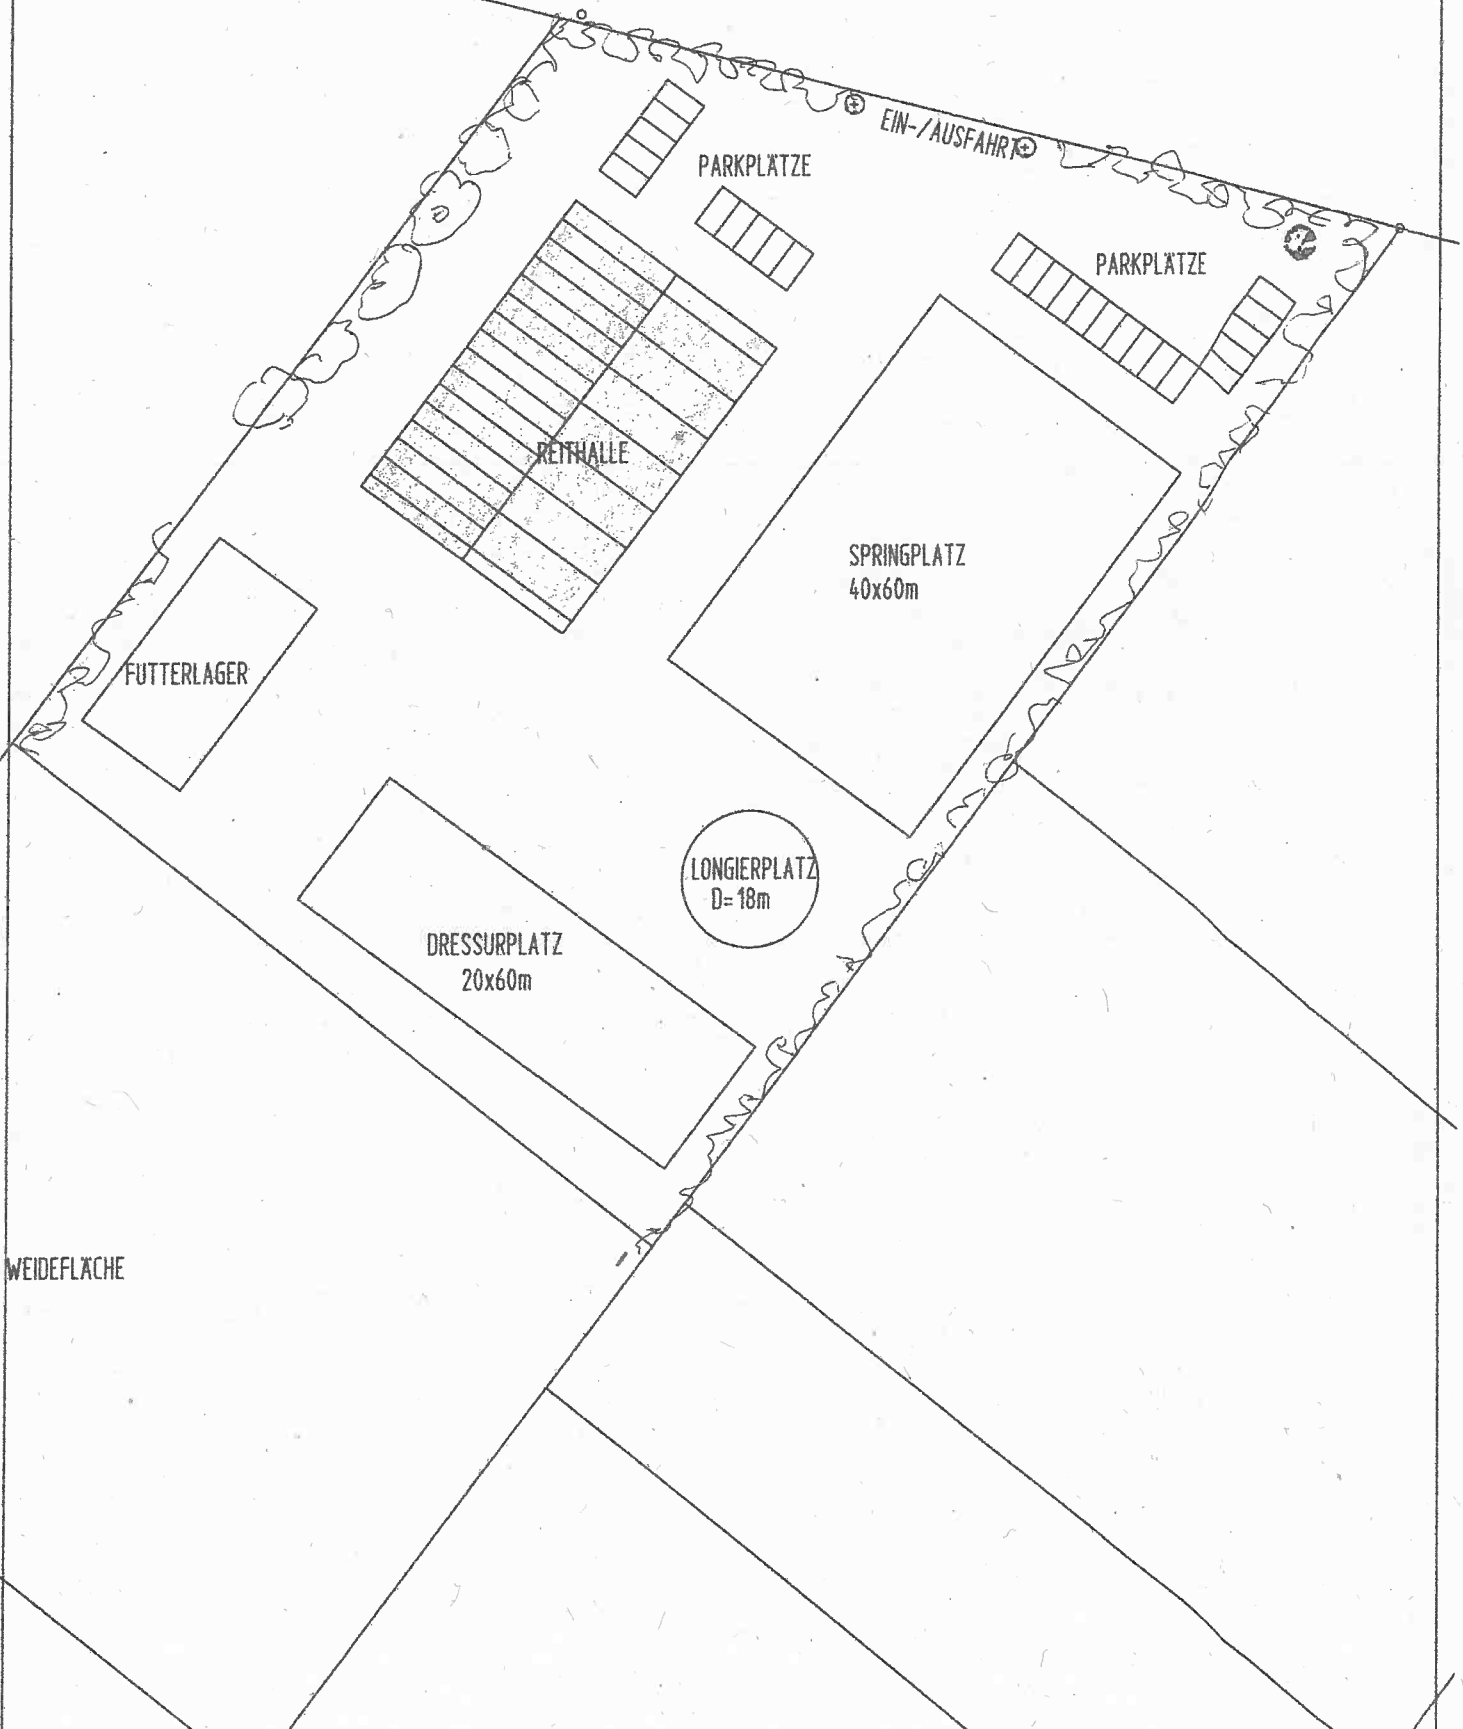 EIN-/AUSFAHRT
PARKPLÄTZE
PARKPLÄTZE
REITHALLE
SPRINGPLATZ
40x60m
FUTTERLAGER
LONGIERPLATZ
D=18m
DRESSURPLATZ
20x60m
WEIDEFLÄCHE